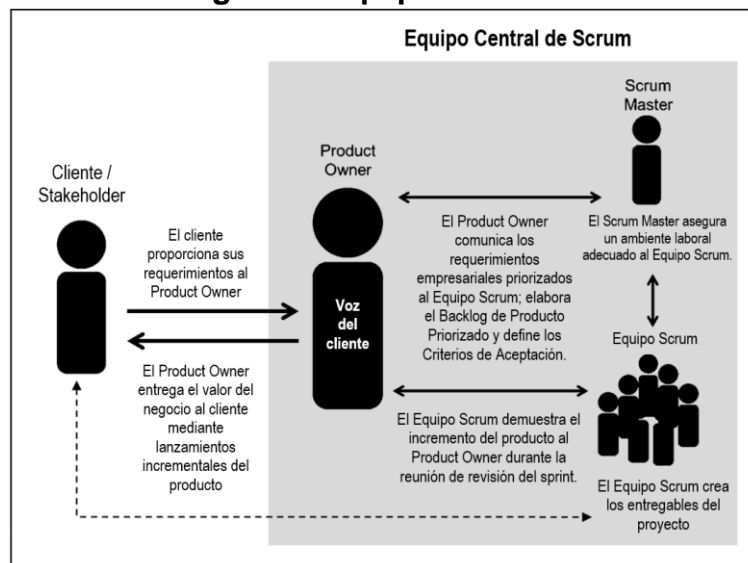 Equipo Central de Scrum
Scrum
Master
Product
Owner
Cliente /
Stakeholder
El cliente
proporciona sus
requerimientos al
Product Owner
El Product Owner
entrega el valor del
negocio al cliente
mediante
lanzamientos
incrementales del
producto
Voz
del
cliente
El Product Owner
comunica los
requerimientos
empresariales priorizados
al Equipo Scrum; elabora
el Backlog de Producto
Priorizado y define los
Criterios de Aceptación.
El Scrum Master asegura
un ambiente laboral
adecuado al Equipo Scrum.
Equipo Scrum
El Equipo Scrum demuestra el
incremento del producto al
Product Owner durante la
reunión de revisión del sprint.
El Equipo Scrum crea
los entregables del
proyecto